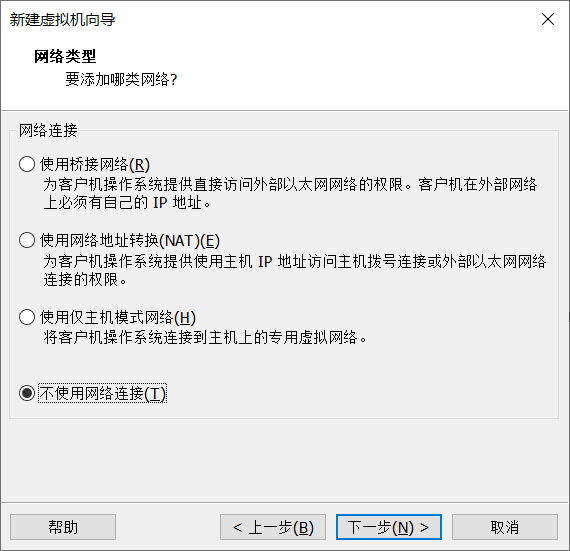 新建虚拟机向导
网络类型
要添加哪类网络?
网络连接
使用桥接网络(R)
为客户机操作系统提供直接访问外部以太网网络的权限。客户机在外部网络
上必须有自己的 IP 地址。
使用网络地址转换(NAT)(E)
为客户机操作系统提供使用主机 IP 地址访问主机拨号连接或外部以太网网络
连接的权限。
使用仅主机模式网络(H)
将客户机操作系统连接到主机上的专用虚拟网络。
不使用网络连接(T)
帮助
< 上一步(B)
下一步(N) >
取消